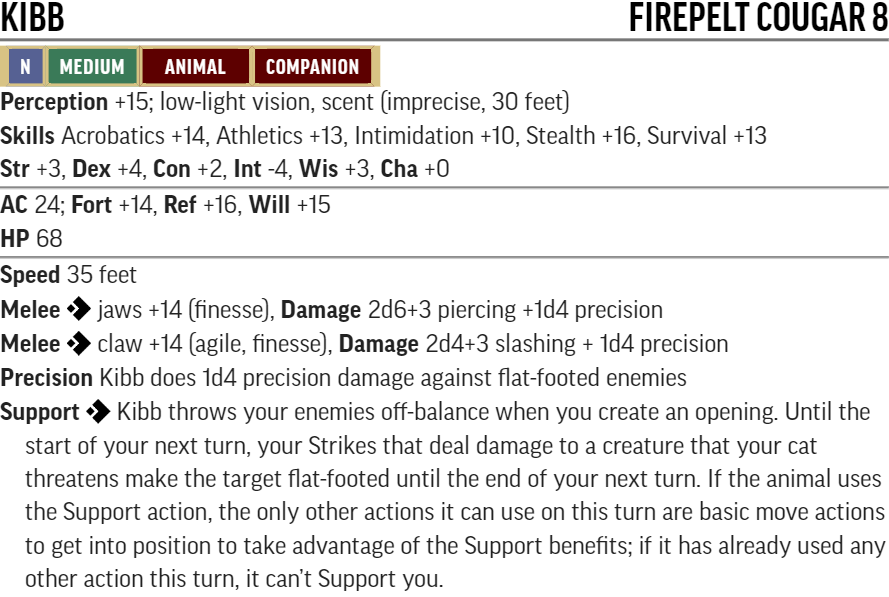 KIBB FIREPELT COUGAR 8
N MEDIUM ANIMAL COMPANION
Perception +15; low-light vision, scent (imprecise, 30 feet)
Skills Acrobatics +14, Athletics +13, Intimidation +10, Stealth +16, Survival +13
Str +3, Dex +4, Con +2, Int -4, Wis +3, Cha +0
AC 24; Fort +14, Ref +16, Will +15
HP 68
Speed 35 feet
Melee jaws +14 (finesse), Damage 2d6+3 piercing +1d4 precision
Melee claw +14 (agile, finesse), Damage 2d4+3 slashing + 1d4 precision
Precision Kibb does 1d4 precision damage against flat-footed enemies
Support Kibb throws your enemies off-balance when you create an opening. Until the
start of your next turn, your Strikes that deal damage to a creature that your cat
threatens make the target flat-footed until the end of your next turn. If the animal uses
the Support action, the only other actions it can use on this turn are basic move actions
to get into position to take advantage of the Support benefits; if it has already used any
other action this turn, it can't Support you.